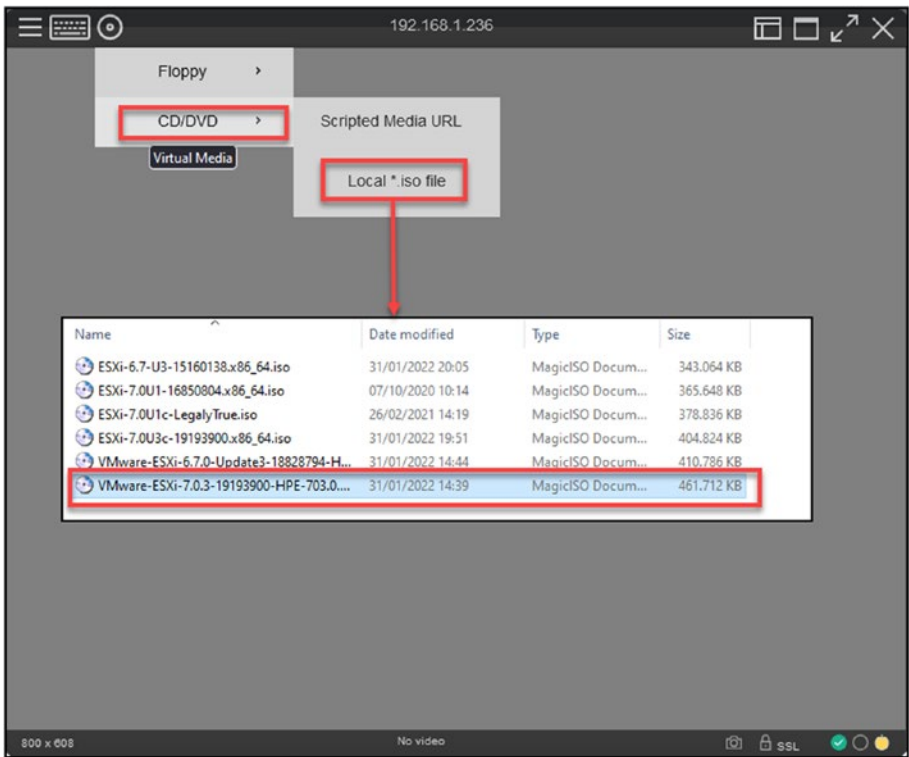 192.168.1.236
Floppy >
CD/DVD >
Virtual Media
Scripted Media URL
Local *.iso file
Name Date modified Type Size
ESXi-6.7-U3-15160138.x86_64.iso 31/01/2022 20:05 MagicISO Docum... 343.064 KB
ESXi-7.0U1-16850804.x86_64.iso 07/10/2020 10:14 MagicISO Docum... 365.648 KB
ESXi-7.0U1c-LegalyTrue.iso 26/02/2021 14:19 MagicISO Docum... 378.836 KB
ESXi-7.0U3c-19193900.x86_64.iso 31/01/2022 19:51 MagicISO Docum... 404.824 KB
VMware-ESXi-6.7.0-Update3-18828794-H... 31/01/2022 14:44 MagicISO Docum... 410.786 KB
VMware-ESXi-7.0.3-19193900-HPE-703.0.... 31/01/2022 14:39 MagicISO Docum... 461.712 KB
800 x 608 No video SSL